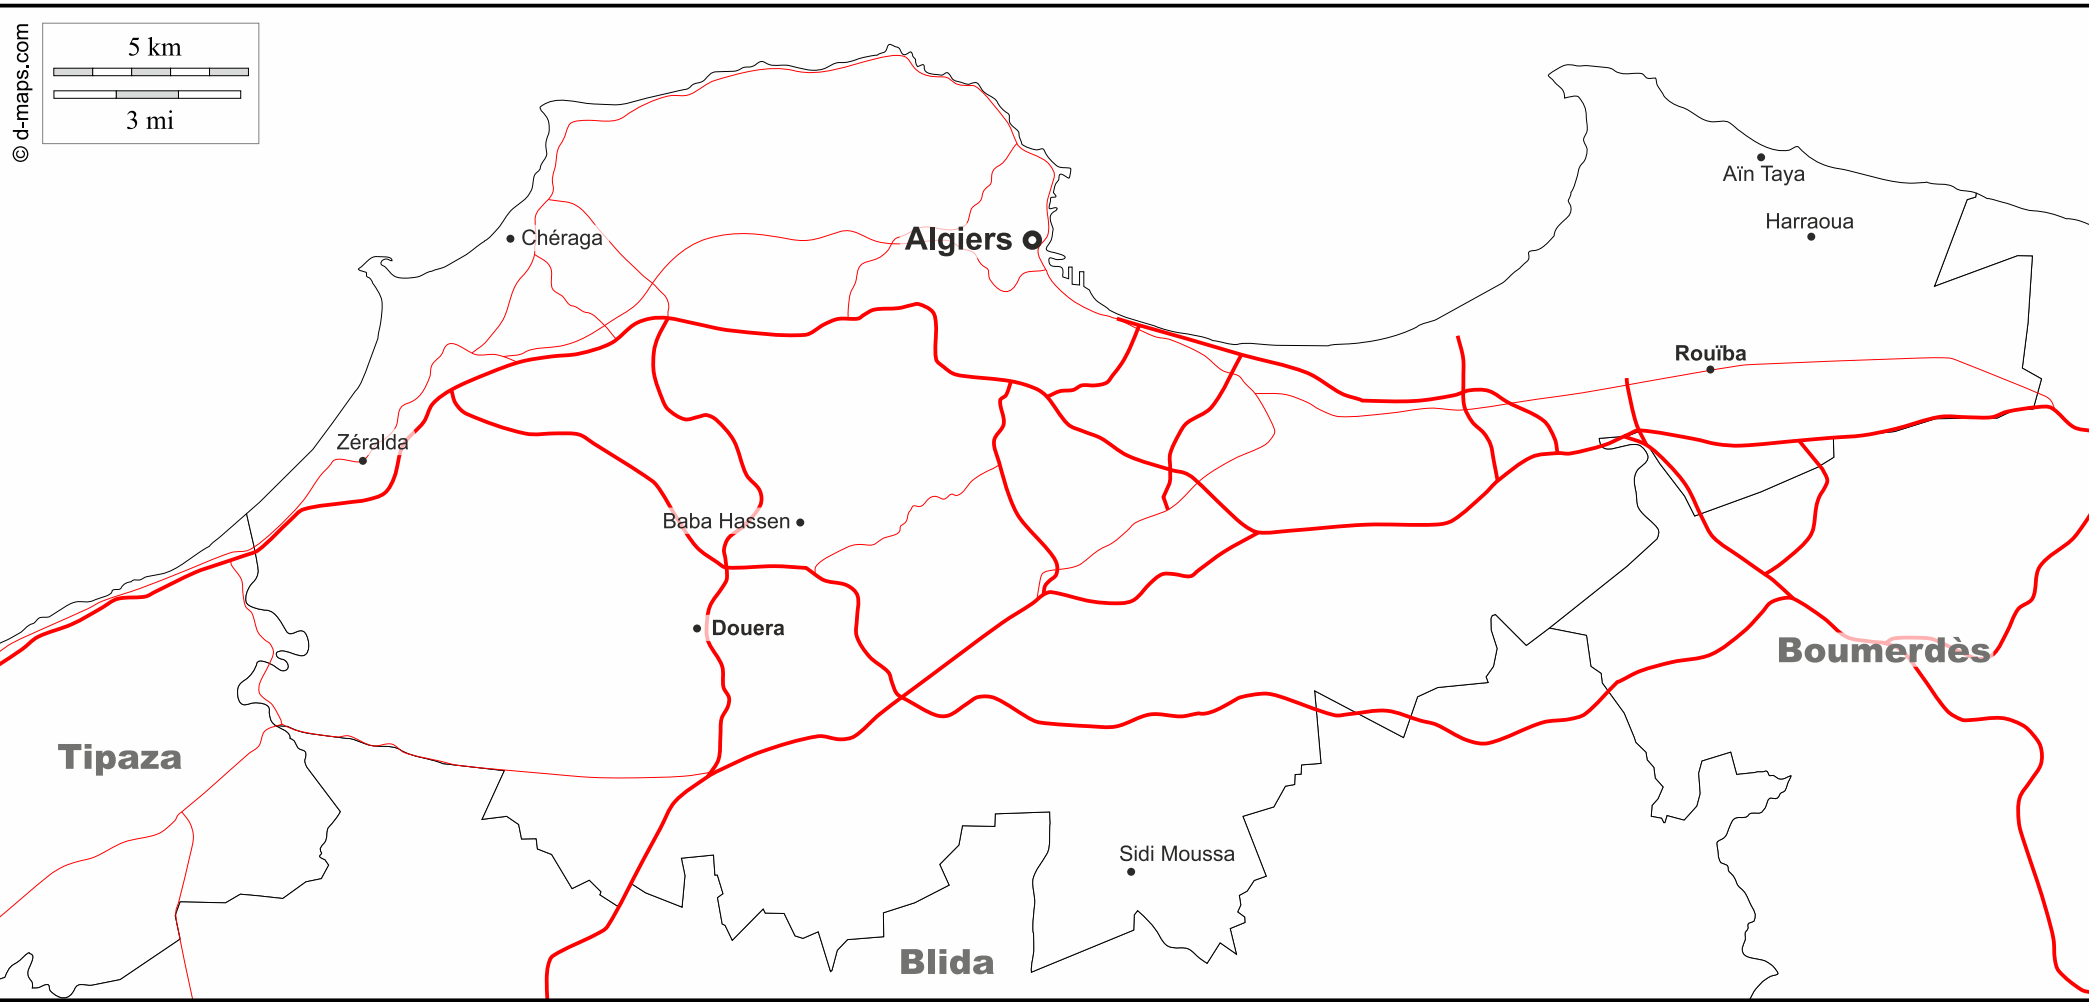 © d-maps.com
5 km
3 mi
Aïn Taya
Harraoua
Chéraga
Algiers
Rouïba
Zéralda
Baba Hassen
Douera
Boumerdès
Tipaza
Sidi Moussa
Blida